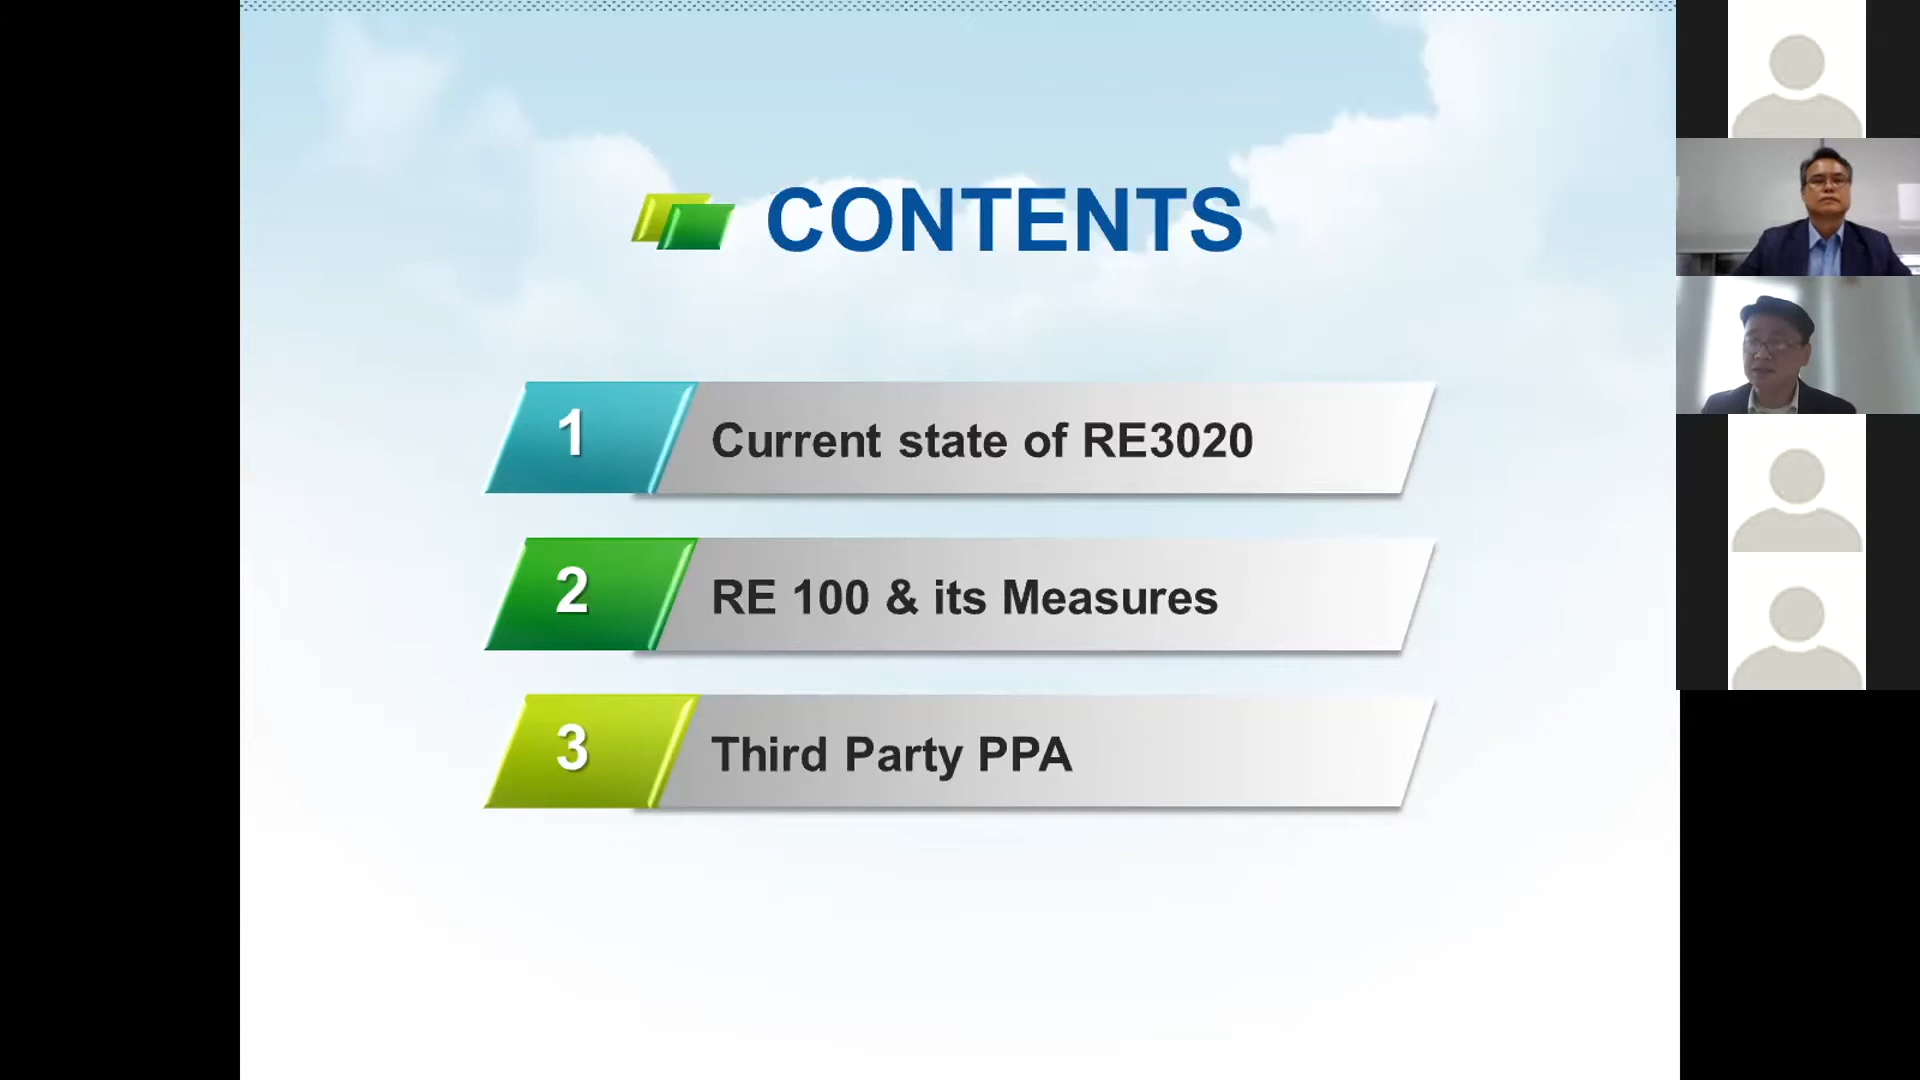 CONTENTS
1
Current state of RE3020
2
RE 100 & its Measures
3
Third Party PPA